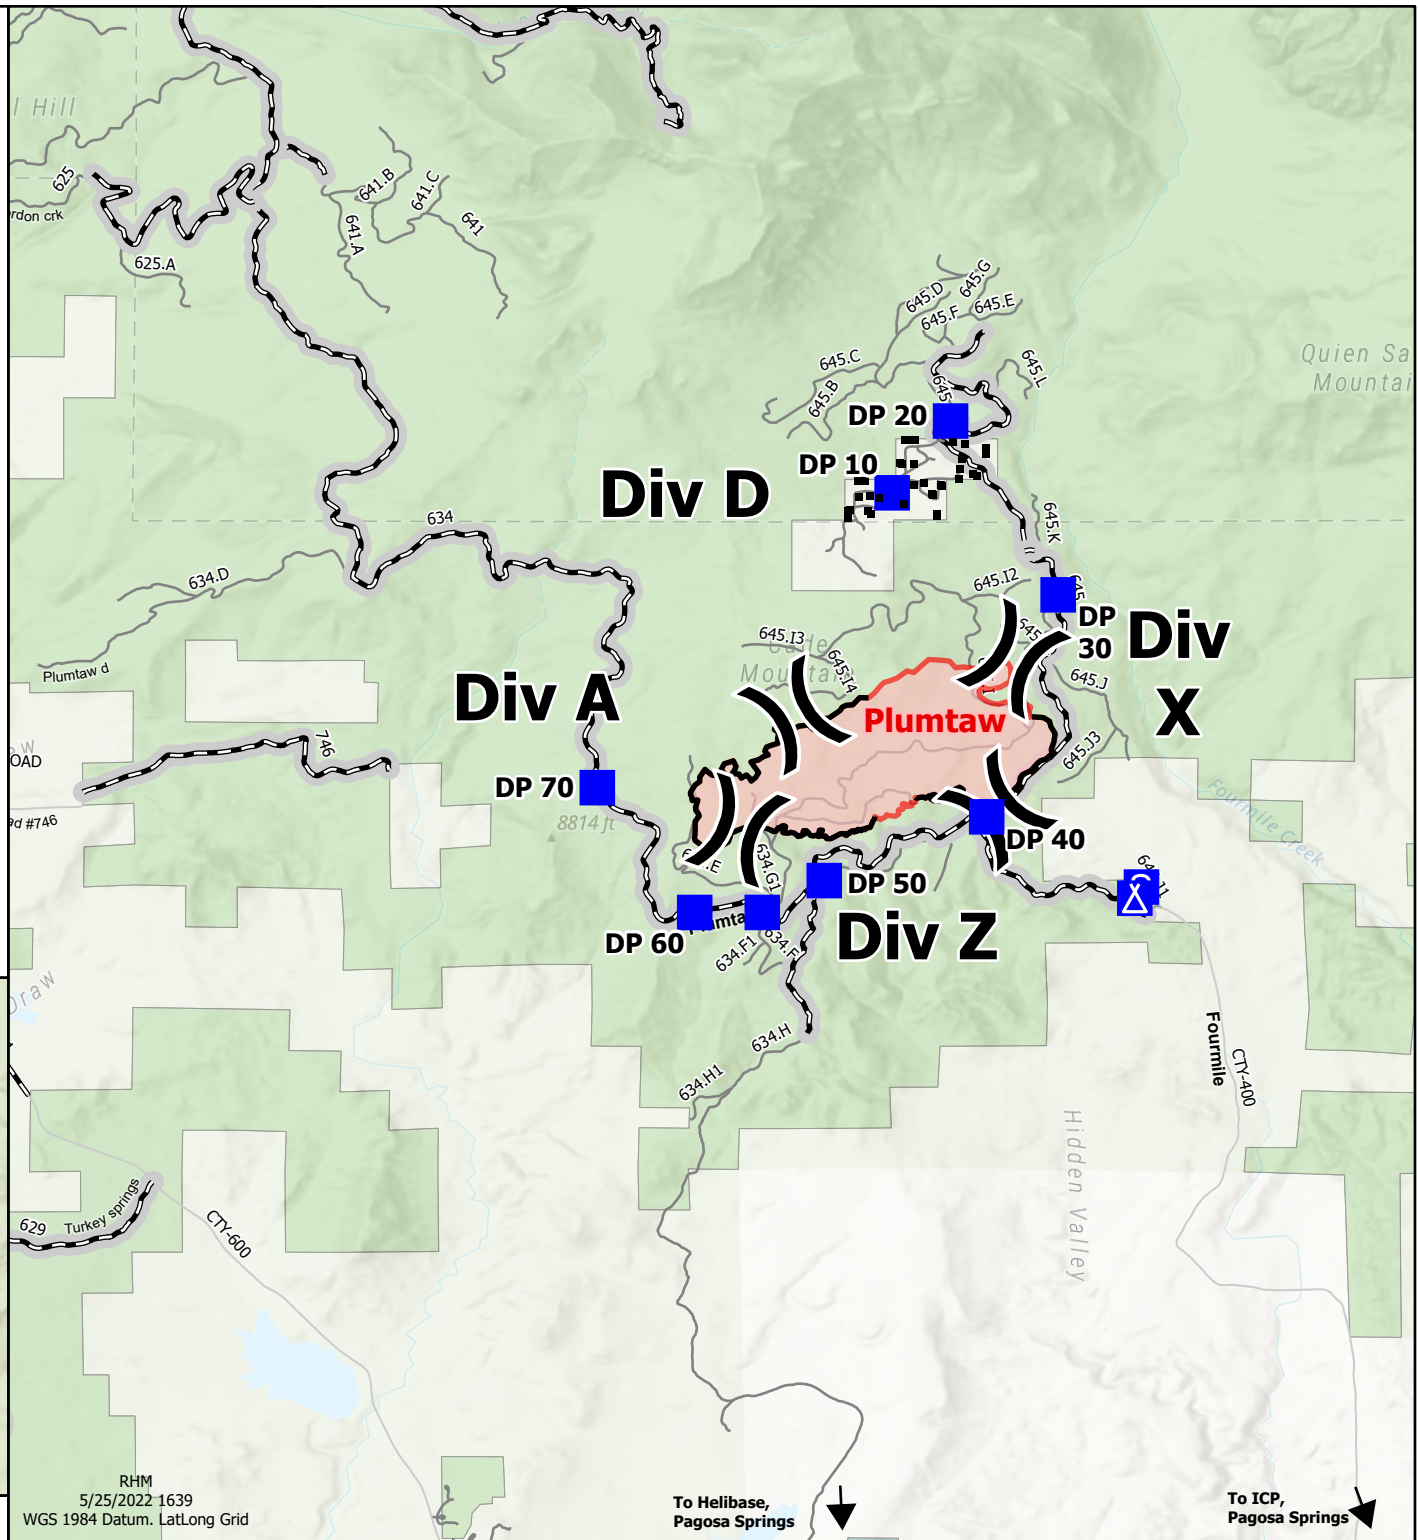 l Hill
625
rdon crk
625.A
641.B
641.C
641.A
641
645.D
645.G
645.F
645.E
645.C
645.B
645.L
645
Quien Sa
Mountai
DP 20
DP 10
Div D
634
634.D
Plumtaw d
645.K
645.I2
645
DP
30
Div
X
645.I3
645.I4
Mountai
645.J
645.J3
Div A
Plumtaw
746
W
OAD
ad #746
DP 70
8814 ft
Fourmile Creek
DP 40
634.G1
DP 50
DP 60
634.F1
634.F
Div Z
Draw
634.H
634.H1
Fourmile
CTY-400
Hidden Valley
629
Turkey springs
CTY-600
RHM
5/25/2022 1639
WGS 1984 Datum. LatLong Grid
To Helibase,
Pagosa Springs
To ICP,
Pagosa Springs